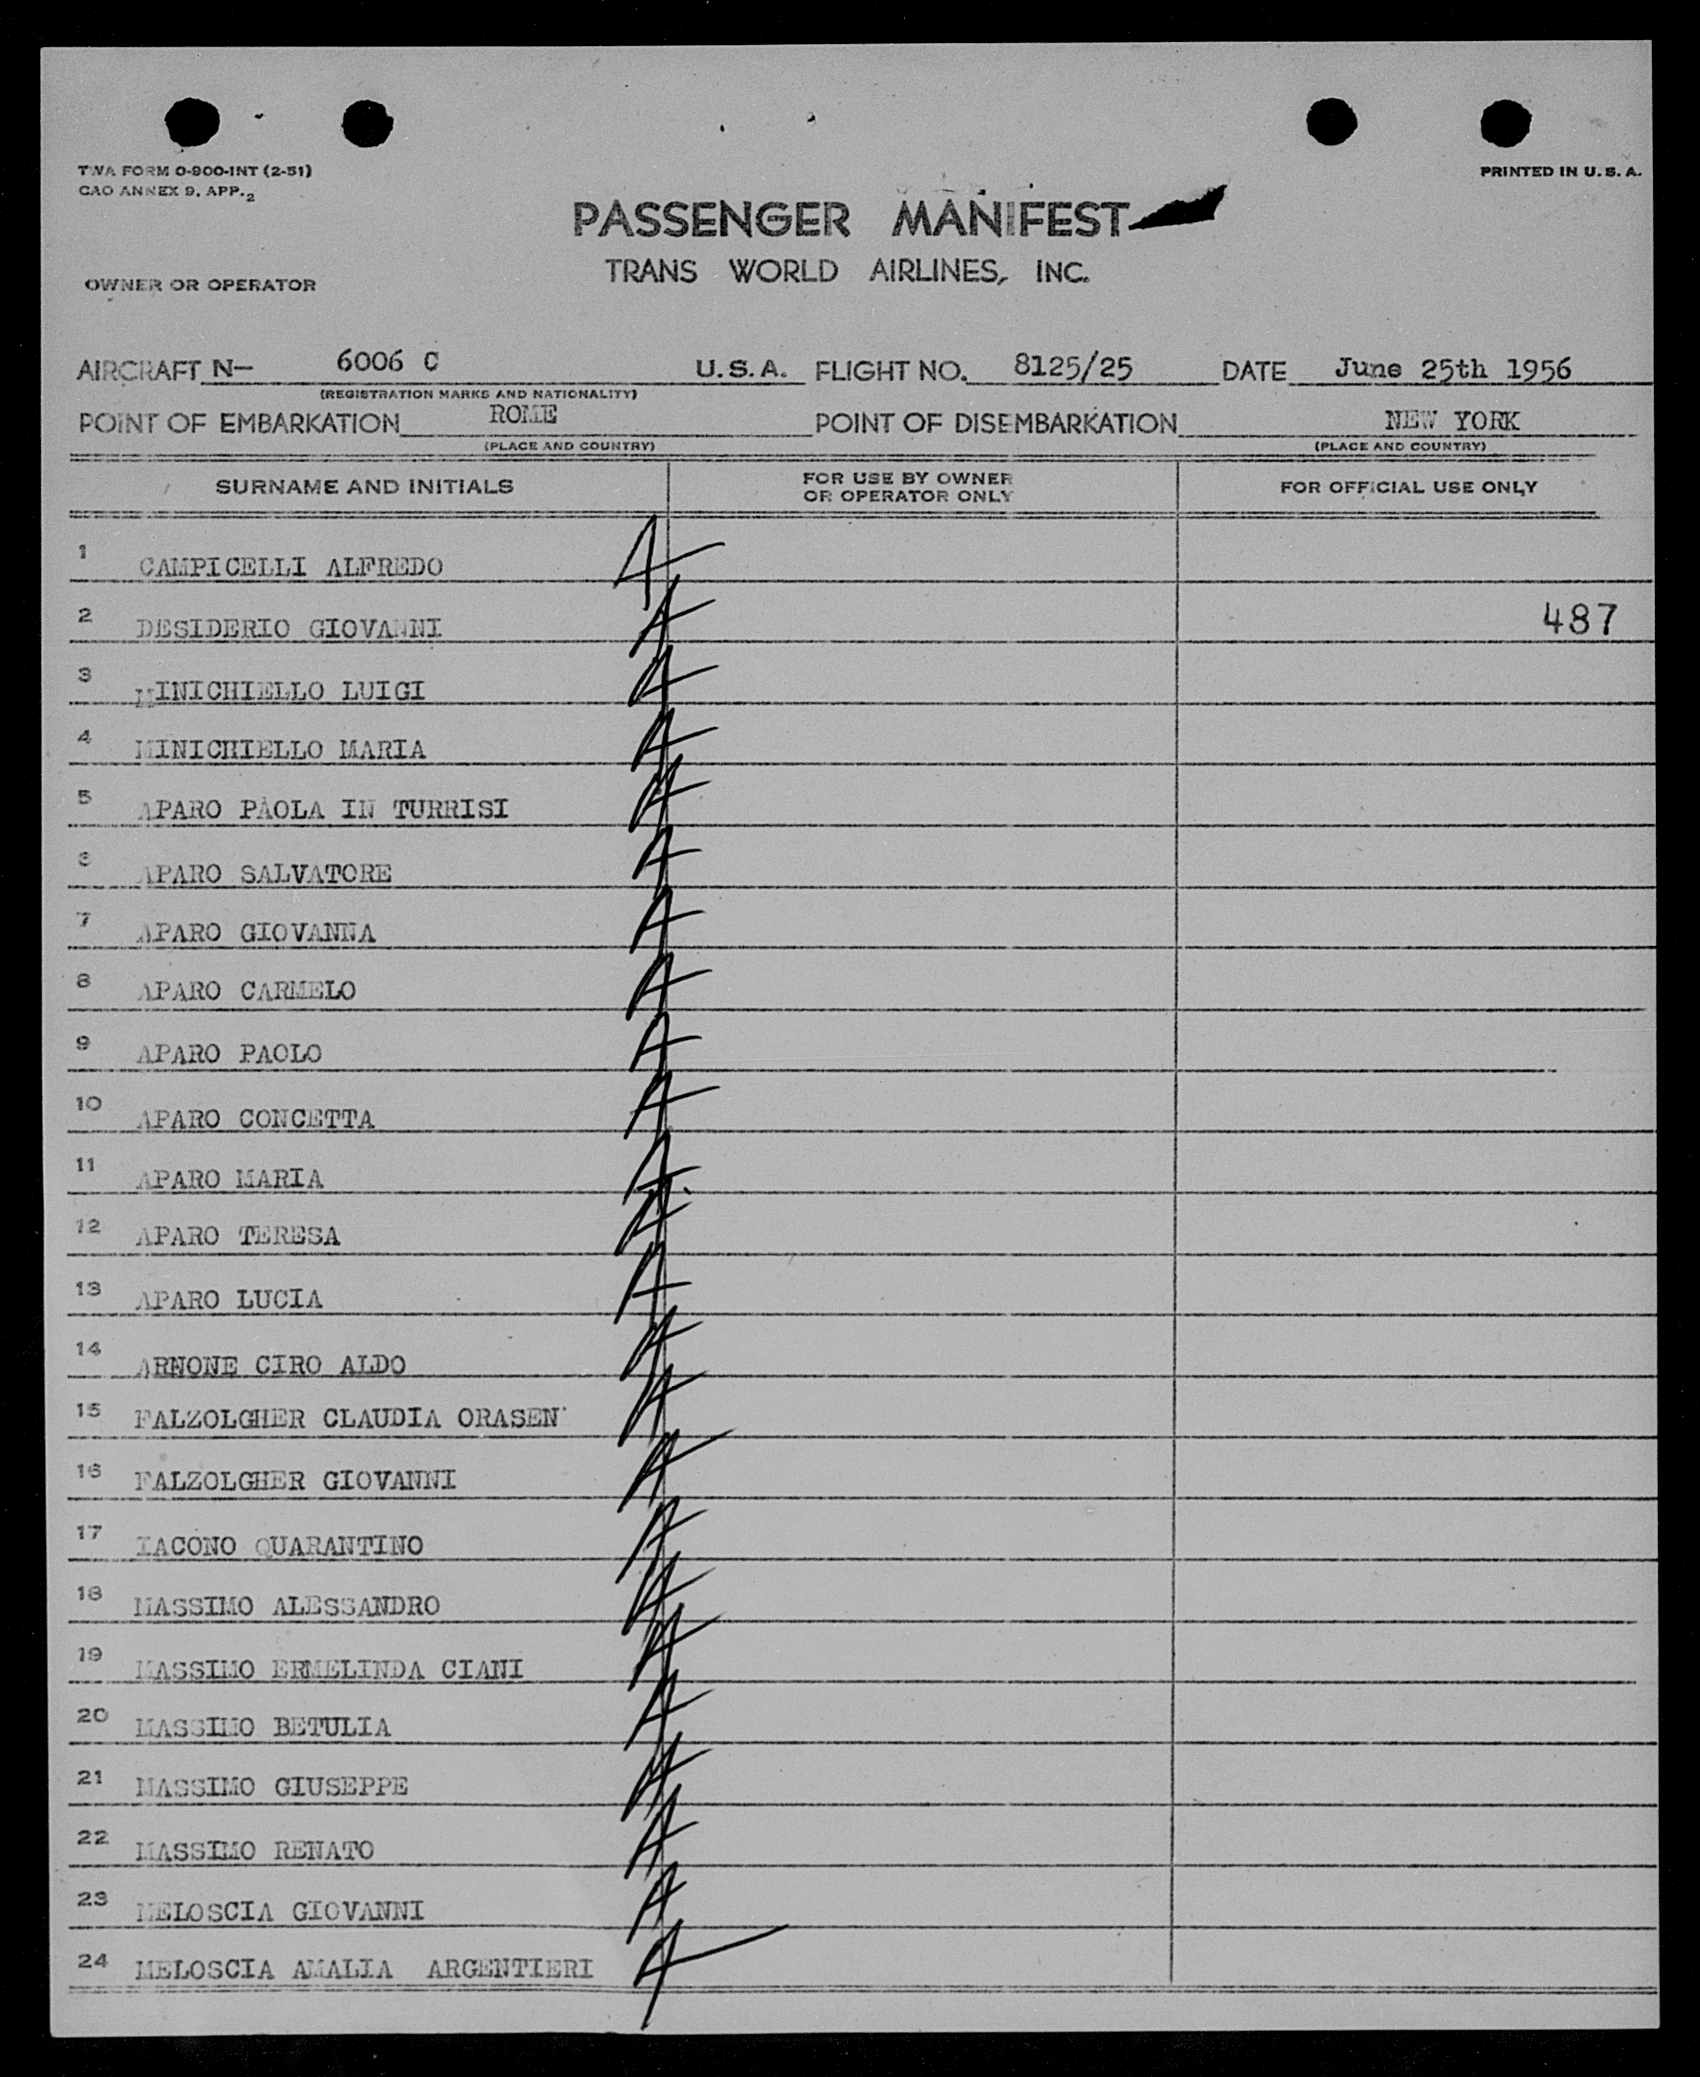 TWA FORM O-900-INT (2-51)
CAO ANNEX 9, APP. 2
PRINTED IN U. S. A.
PASSENGER MANIFEST
TRANS WORLD AIRLINES, INC.
OWNER OR OPERATOR
AIRCRAFT N— 6006 C U. S. A. FLIGHT NO. 8125/25 DATE June 25th 1956
(REGISTRATION MARKS AND NATIONALITY)
POINT OF EMBARKATION ROME POINT OF DISEMBARKATION NEW YORK
(PLACE AND COUNTRY) (PLACE AND COUNTRY)
SURNAME AND INITIALS FOR USE BY OWNER OR OPERATOR ONLY FOR OFFICIAL USE ONLY
1 CAMPICELLI ALFREDO A
2 DESIDERIO GIOVANNI A 487
3 MINICHIELLO LUIGI A
4 MINICHIELLO MARIA A
5 APARO PAOLA IN TURRISI A
6 APARO SALVATORE A
7 APARO GIOVANNA A
8 APARO CARMELO A
9 APARO PAOLO A
10 APARO CONCETTA A
11 APARO MARIA A
12 APARO TERESA A
13 APARO LUCIA A
14 ARNONE CIRO ALDO A
15 FALZOLGHER CLAUDIA ORASEN' A
16 FALZOLGHER GIOVANNI A
17 IACONO QUARANTINO A
18 MASSIMO ALESSANDRO A
19 MASSIMO ERMELINDA CIANI A
20 MASSIMO BETULIA A
21 MASSIMO GIUSEPPE A
22 MASSIMO RENATO A
23 MELOSCIA GIOVANNI A
24 MELOSCIA AMALIA ARGENTIERI A